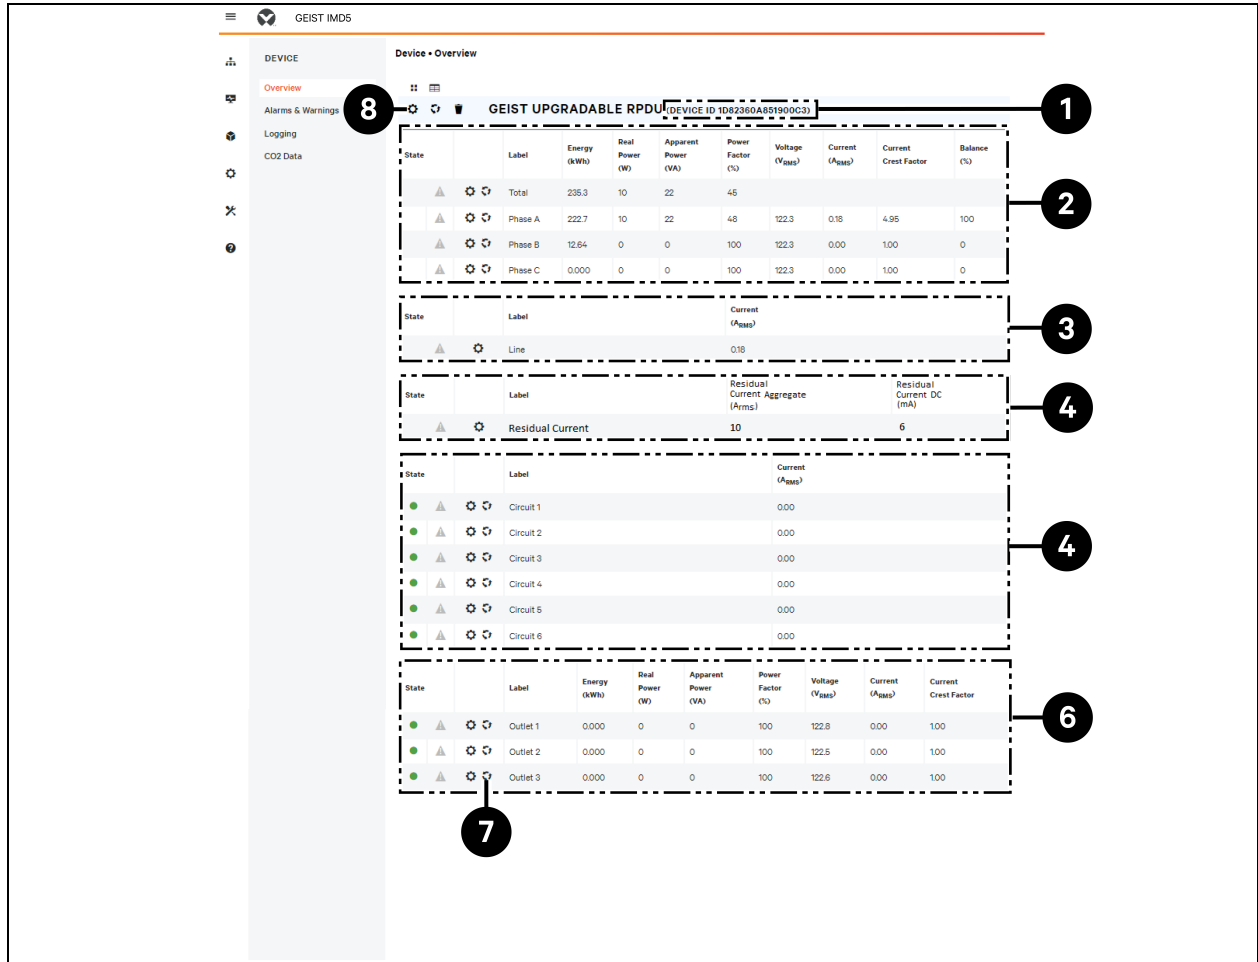 GEIST IMD5
DEVICE
Overview
Alarms & Warnings
Logging
CO2 Data
Device • Overview
8
GEIST UPGRADABLE RPDU (DEVICE ID 1D82360A851900C3)
1
State Label Energy (kWh) Real Power (W) Apparent Power (VA) Power Factor (%) Voltage (VRMS) Current (ARMS) Current Crest Factor Balance (%)
Total 235.3 10 22 45
Phase A 222.7 10 22 48 122.3 0.18 4.95 100
Phase B 12.64 0 0 100 122.3 0.00 1.00 0
Phase C 0.000 0 0 100 122.3 0.00 1.00 0
2
State Label Current (ARMS)
Line 0.18
3
State Label Residual Current Aggregate (Arms) Residual Current DC (mA)
Residual Current 10 6
4
State Label Current (ARMS)
Circuit 1 0.00
Circuit 2 0.00
Circuit 3 0.00
Circuit 4 0.00
Circuit 5 0.00
Circuit 6 0.00
4
State Label Energy (kWh) Real Power (W) Apparent Power (VA) Power Factor (%) Voltage (VRMS) Current (ARMS) Current Crest Factor
Outlet 1 0.000 0 0 100 122.8 0.00 1.00
Outlet 2 0.000 0 0 100 122.5 0.00 1.00
Outlet 3 0.000 0 0 100 122.6 0.00 1.00
6
7